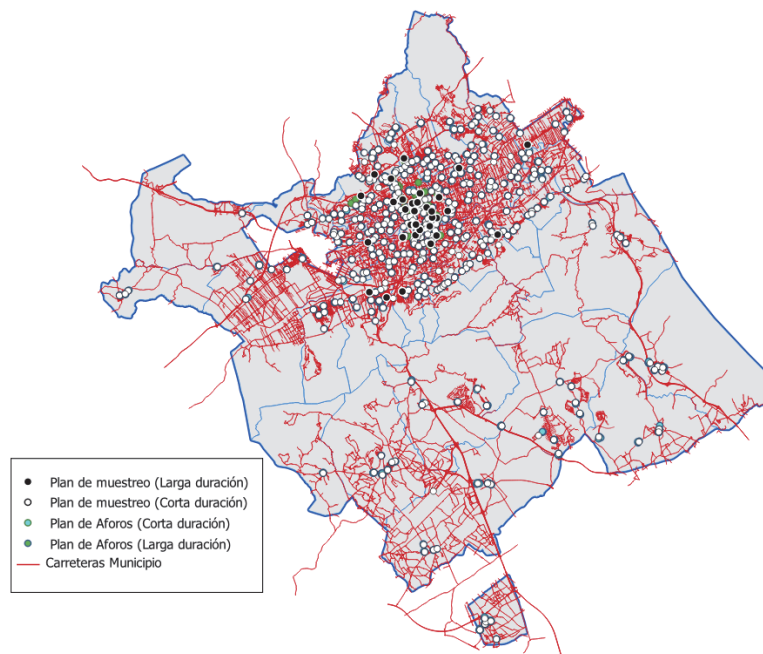 Plan de muestreo (Larga duración)
Plan de muestreo (Corta duración)
Plan de Aforos (Corta duración)
Plan de Aforos (Larga duración)
Carreteras Municipio